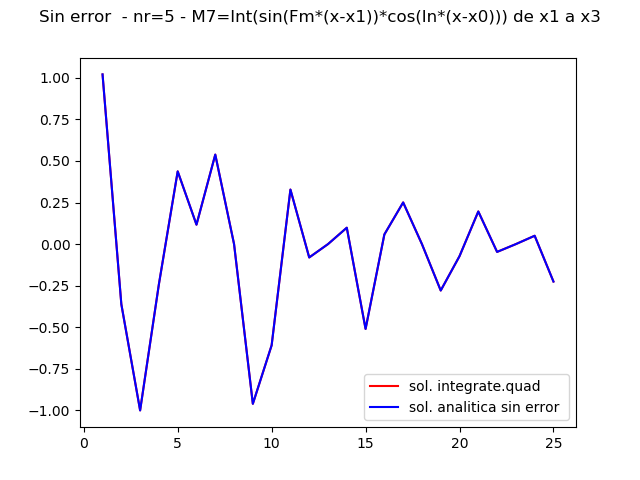 Sin error  - nr=5 - M7=Int(sin(Fm*(x-x1))*cos(In*(x-x0))) de x1 a x3
1.00
0.75
0.50
0.25
0.00
−0.25
−0.50
−0.75
−1.00
sol. integrate.quad
sol. analitica sin error
0 5 10 15 20 25